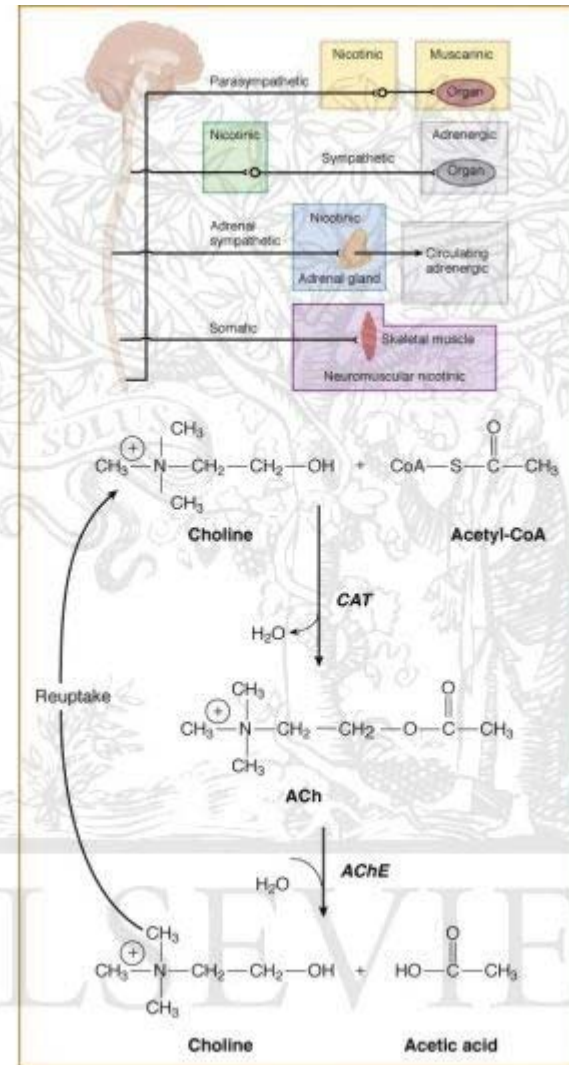 Nicotinic Muscarinic
Parasympathetic
Organ
Nicotinic Adrenergic
Sympathetic
Organ
Adrenal
sympathetic
Nicotinic
Circulating
adrenergic
Adrenal gland
Somatic
Skeletal muscle
Neuromuscular nicotinic
CH₃
CH₃—N—CH₂—CH₂—OH + CoA—S—C—CH₃
+
O
CH₃
Choline Acetyl-CoA
CAT
H₂O
Reuptake
CH₃ O
+
CH₃—N—CH₂—CH2—O—C—CH₃
CH₃
ACh
AChE
H₂O
CH₃ O
+
CH₃—N—CH₂—CH₂—OH + HO—C—CH₃
CH₃
Choline Acetic acid
SOLUS
ELSEVIE